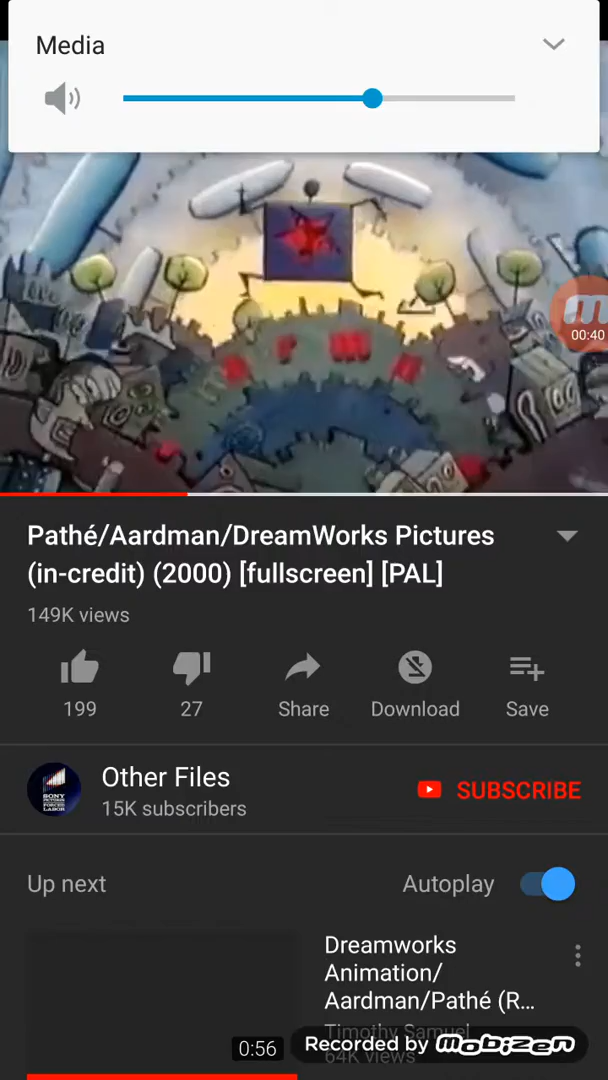 Media
00:40
Pathé/Aardman/DreamWorks Pictures
(in-credit) (2000) [fullscreen] [PAL]
149K views
199
27
Share
Download
Save
Other Files
15K subscribers
SUBSCRIBE
Up next
Autoplay
Dreamworks
Animation/
Aardman/Pathé (R...
Timothy Samuel
64K views
0:56
Recorded by mobizen